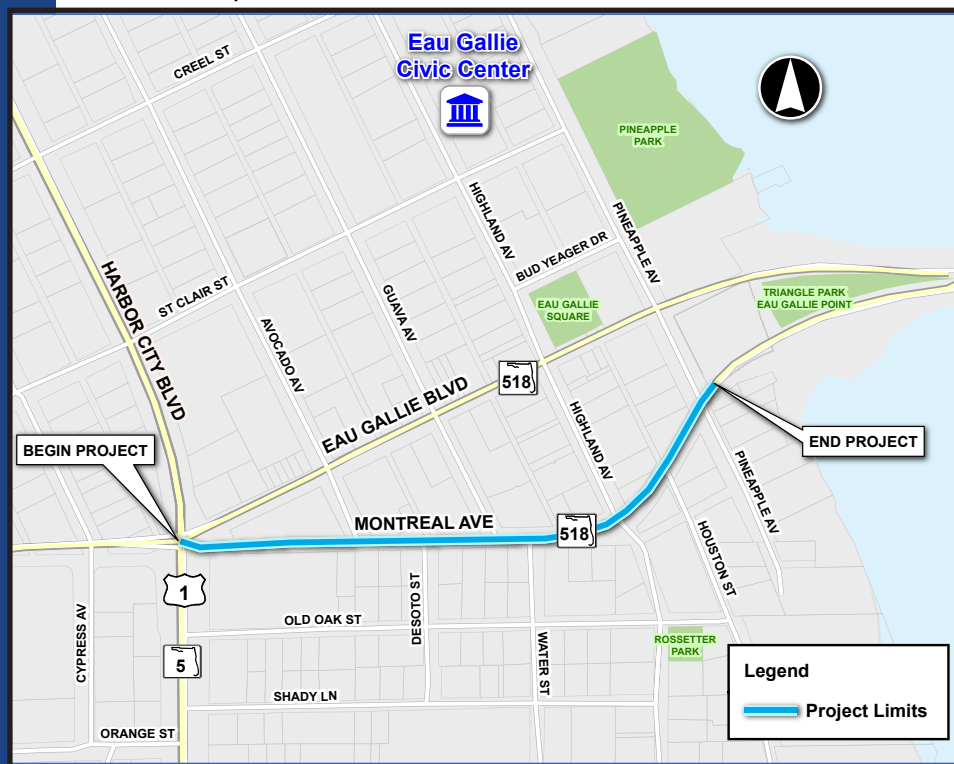 Eau Gallie
Civic Center
CREEL ST
PINEAPPLE
PARK
HIGHLAND AV
PINEAPPLE AV
BUD YEAGER DR
HARBOR CITY BLVD
ST CLAIR ST
GUAVA AV
EAU GALLIE
SQUARE
TRIANGLE PARK
EAU GALLIE POINT
AVOCADO AV
518
EAU GALLIE BLVD
HIGHLAND AV
BEGIN PROJECT
END PROJECT
PINEAPPLE AV
MONTREAL AVE
518
HOUSTON ST
1
CYPRESS AV
DESOTO ST
OLD OAK ST
WATER ST
ROSSETTER
PARK
5
SHADY LN
ORANGE ST
Legend
Project Limits